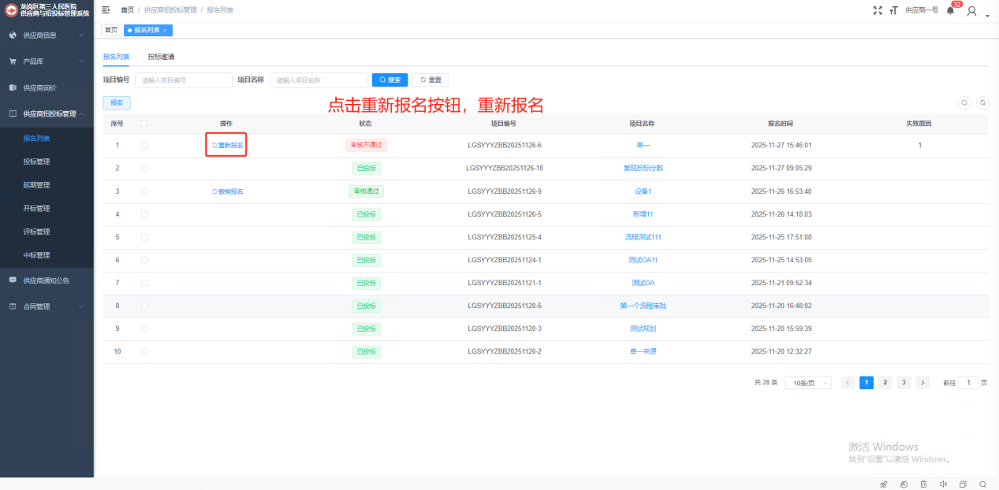 龙岗区第三人民医院
供应商与招投标管理系统
首页 / 供应商招投标管理 / 报名列表
供应商一号
32
首页
报名列表 ×
供应商信息
产品库
供应商询价
供应商招投标管理
报名列表
投标管理
延期管理
开标管理
评标管理
中标管理
供应商通知公告
合同管理
报名列表 投标邀请
项目编号 请输入项目编号 项目名称 请输入项目名称 搜索 重置
报名
点击重新报名按钮，重新报名
序号 操作 状态 项目编号 项目名称 报名时间 失败原因
1 重新报名 审核不通过 LGSYYYZBB20251126-6 单一 2025-11-27 15:46:01 1
2 已投标 LGSYYYZBB20251126-10 复现投标分数 2025-11-27 09:05:29
3 撤销报名 审核通过 LGSYYYZBB20251126-9 设备1 2025-11-26 16:53:40
4 已投标 LGSYYYZBB20251126-5 新增11 2025-11-26 14:18:03
5 已投标 LGSYYYZBB20251125-4 流程测试111 2025-11-25 17:51:08
6 已投标 LGSYYYZBB20251124-1 测试OA11 2025-11-25 14:53:05
7 已投标 LGSYYYZBB20251121-1 测试OA 2025-11-21 09:52:34
8 已投标 LGSYYYZBB20251120-5 第一个流程审批 2025-11-20 16:48:02
9 已投标 LGSYYYZBB20251120-3 测试规划 2025-11-20 15:59:39
10 已投标 LGSYYYZBB20251120-2 单一来源 2025-11-20 12:32:27
共 28 条 10条/页 < 1 2 3 > 前往 1 页
激活 Windows
转到"设置"以激活 Windows。